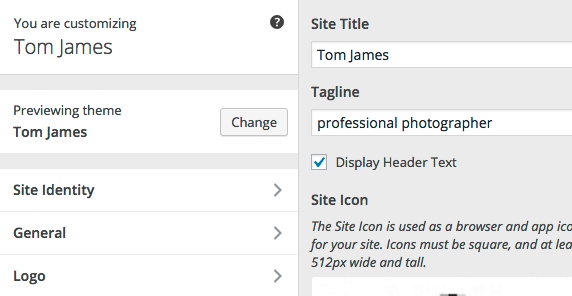 You are customizing
Tom James
Previewing theme
Tom James
Change
Site Identity
General
Logo
Site Title
Tom James
Tagline
professional photographer
Display Header Text
Site Icon
The Site Icon is used as a browser and app
for your site. Icons must be square, and at
512px wide and tall.